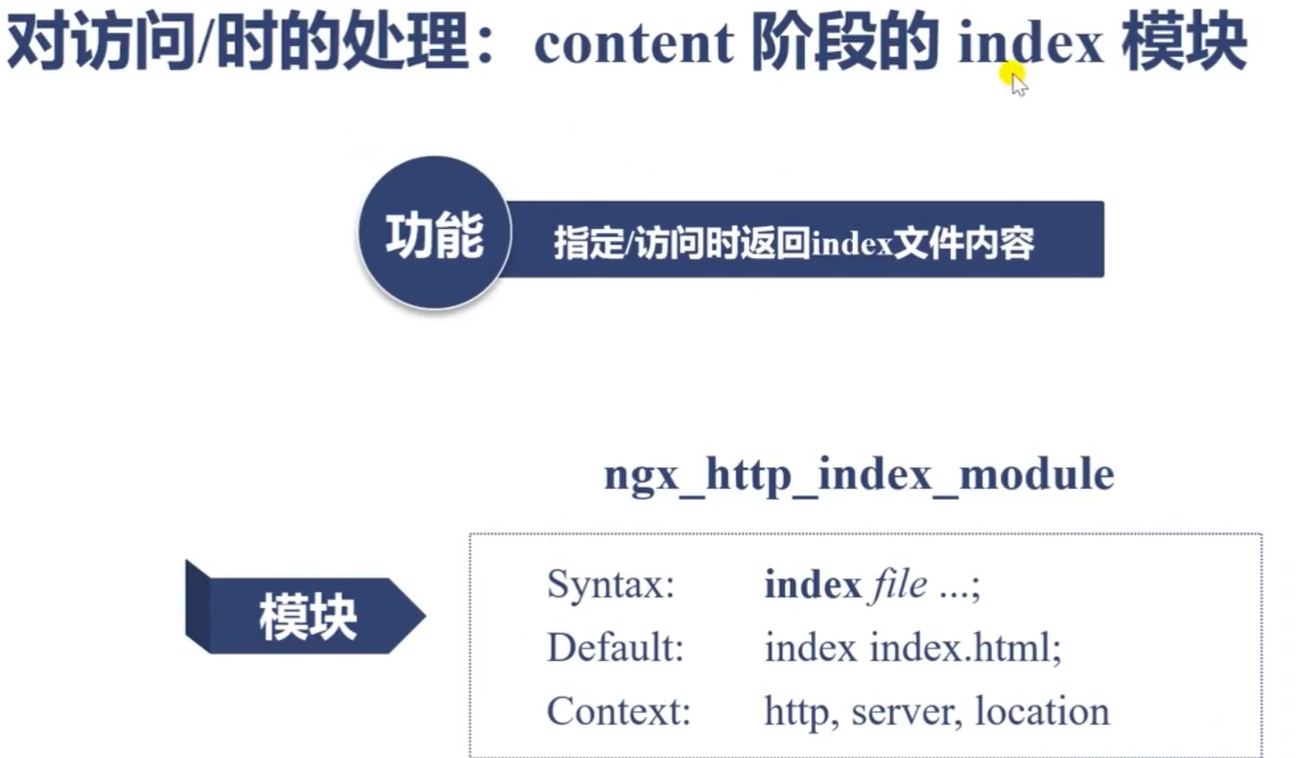 对访问/时的处理：content 阶段的 index 模块
功能
指定/访问时返回index文件内容
ngx_http_index_module
模块
Syntax: index file ...;
Default: index index.html;
Context: http, server, location